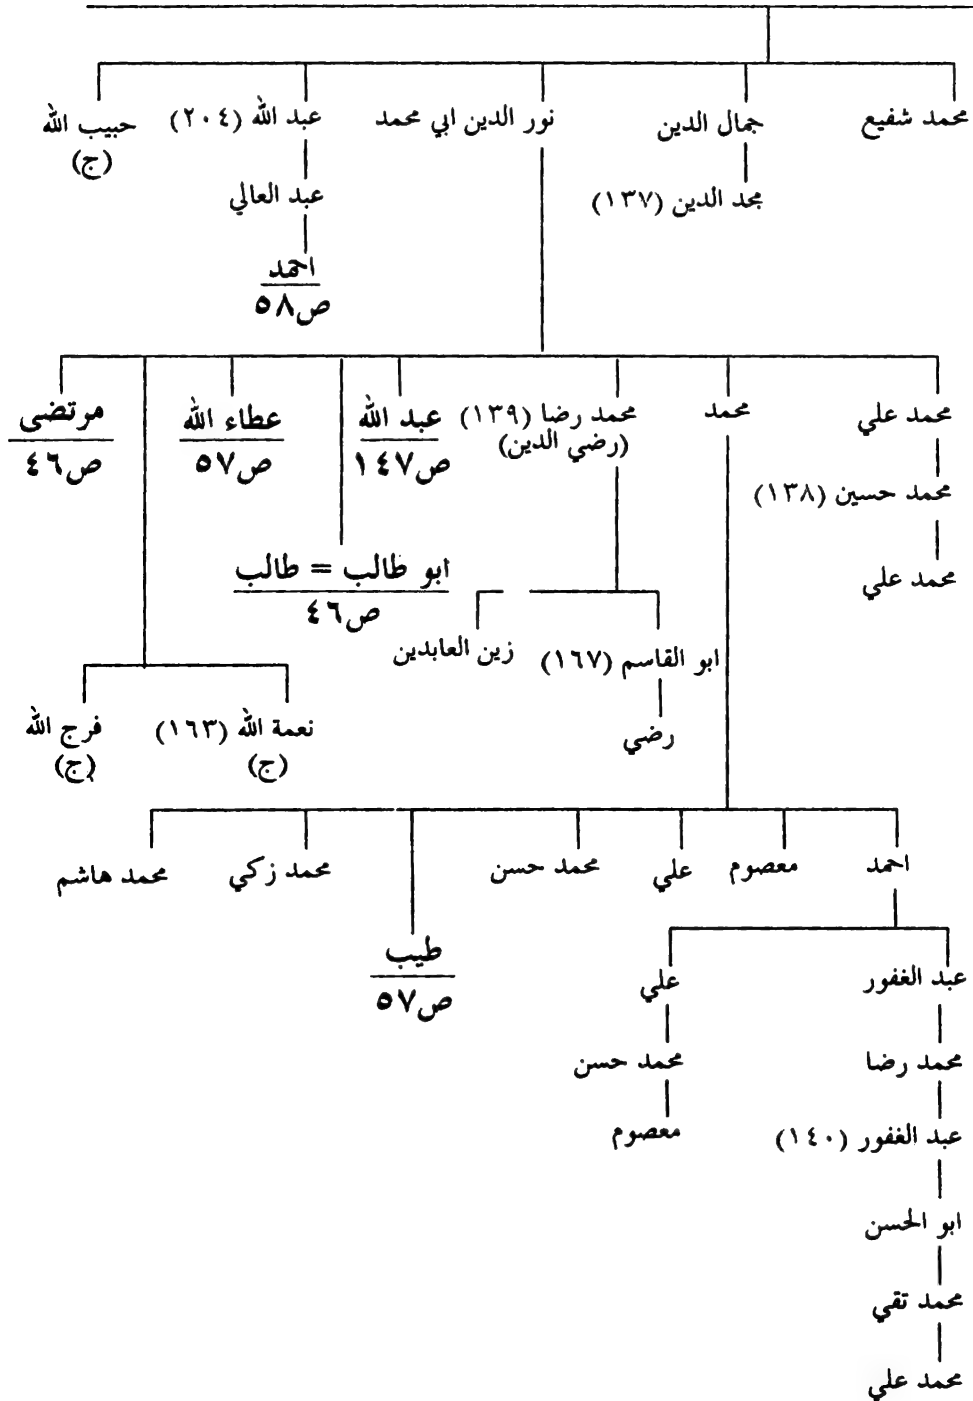 محمد شفيع
جمال الدين
نور الدين ابي محمد
عبد الله (٢٠٤)
حبيب الله
(ج)
مجد الدين (١٣٧)
عبد العالي
احمد
ص٥٨
محمد علي
محمد
محمد رضا (١٣٩)
(رضي الدين)
عبد الله
ص١٤٧
عطاء الله
ص٥٧
مرتضى
ص٤٦
محمد حسين (١٣٨)
محمد علي
ابو طالب = طالب
ص٤٦
ابو القاسم (١٦٧)
زين العابدين
رضي
نعمة الله (١٦٣)
(ج)
فرج الله
(ج)
احمد
معصوم
علي
محمد حسن
محمد زكي
محمد هاشم
طيب
ص٥٧
عبد الغفور
علي
محمد رضا
محمد حسن
عبد الغفور (١٤٠)
معصوم
ابو الحسن
محمد تقي
محمد علي